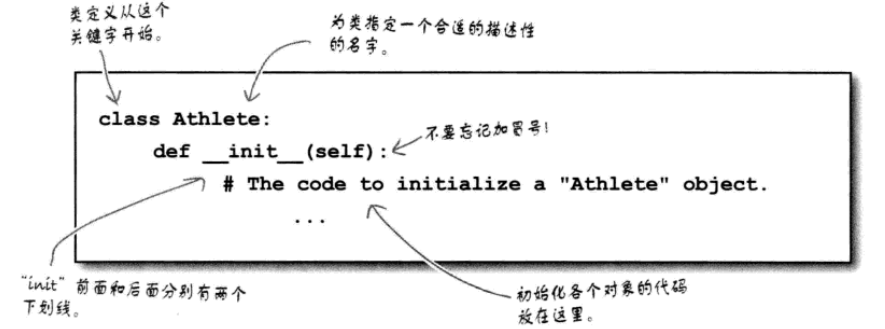 类定义从这个
关键字开始。
为类指定一个合适的描述性
的名字。
class Athlete:
def __init__(self):
不要忘记加冒号!
# The code to initialize a "Athlete" object.
...
"init" 前面和后面分别有两个
下划线。
初始化各个对象的代码
放在这里。